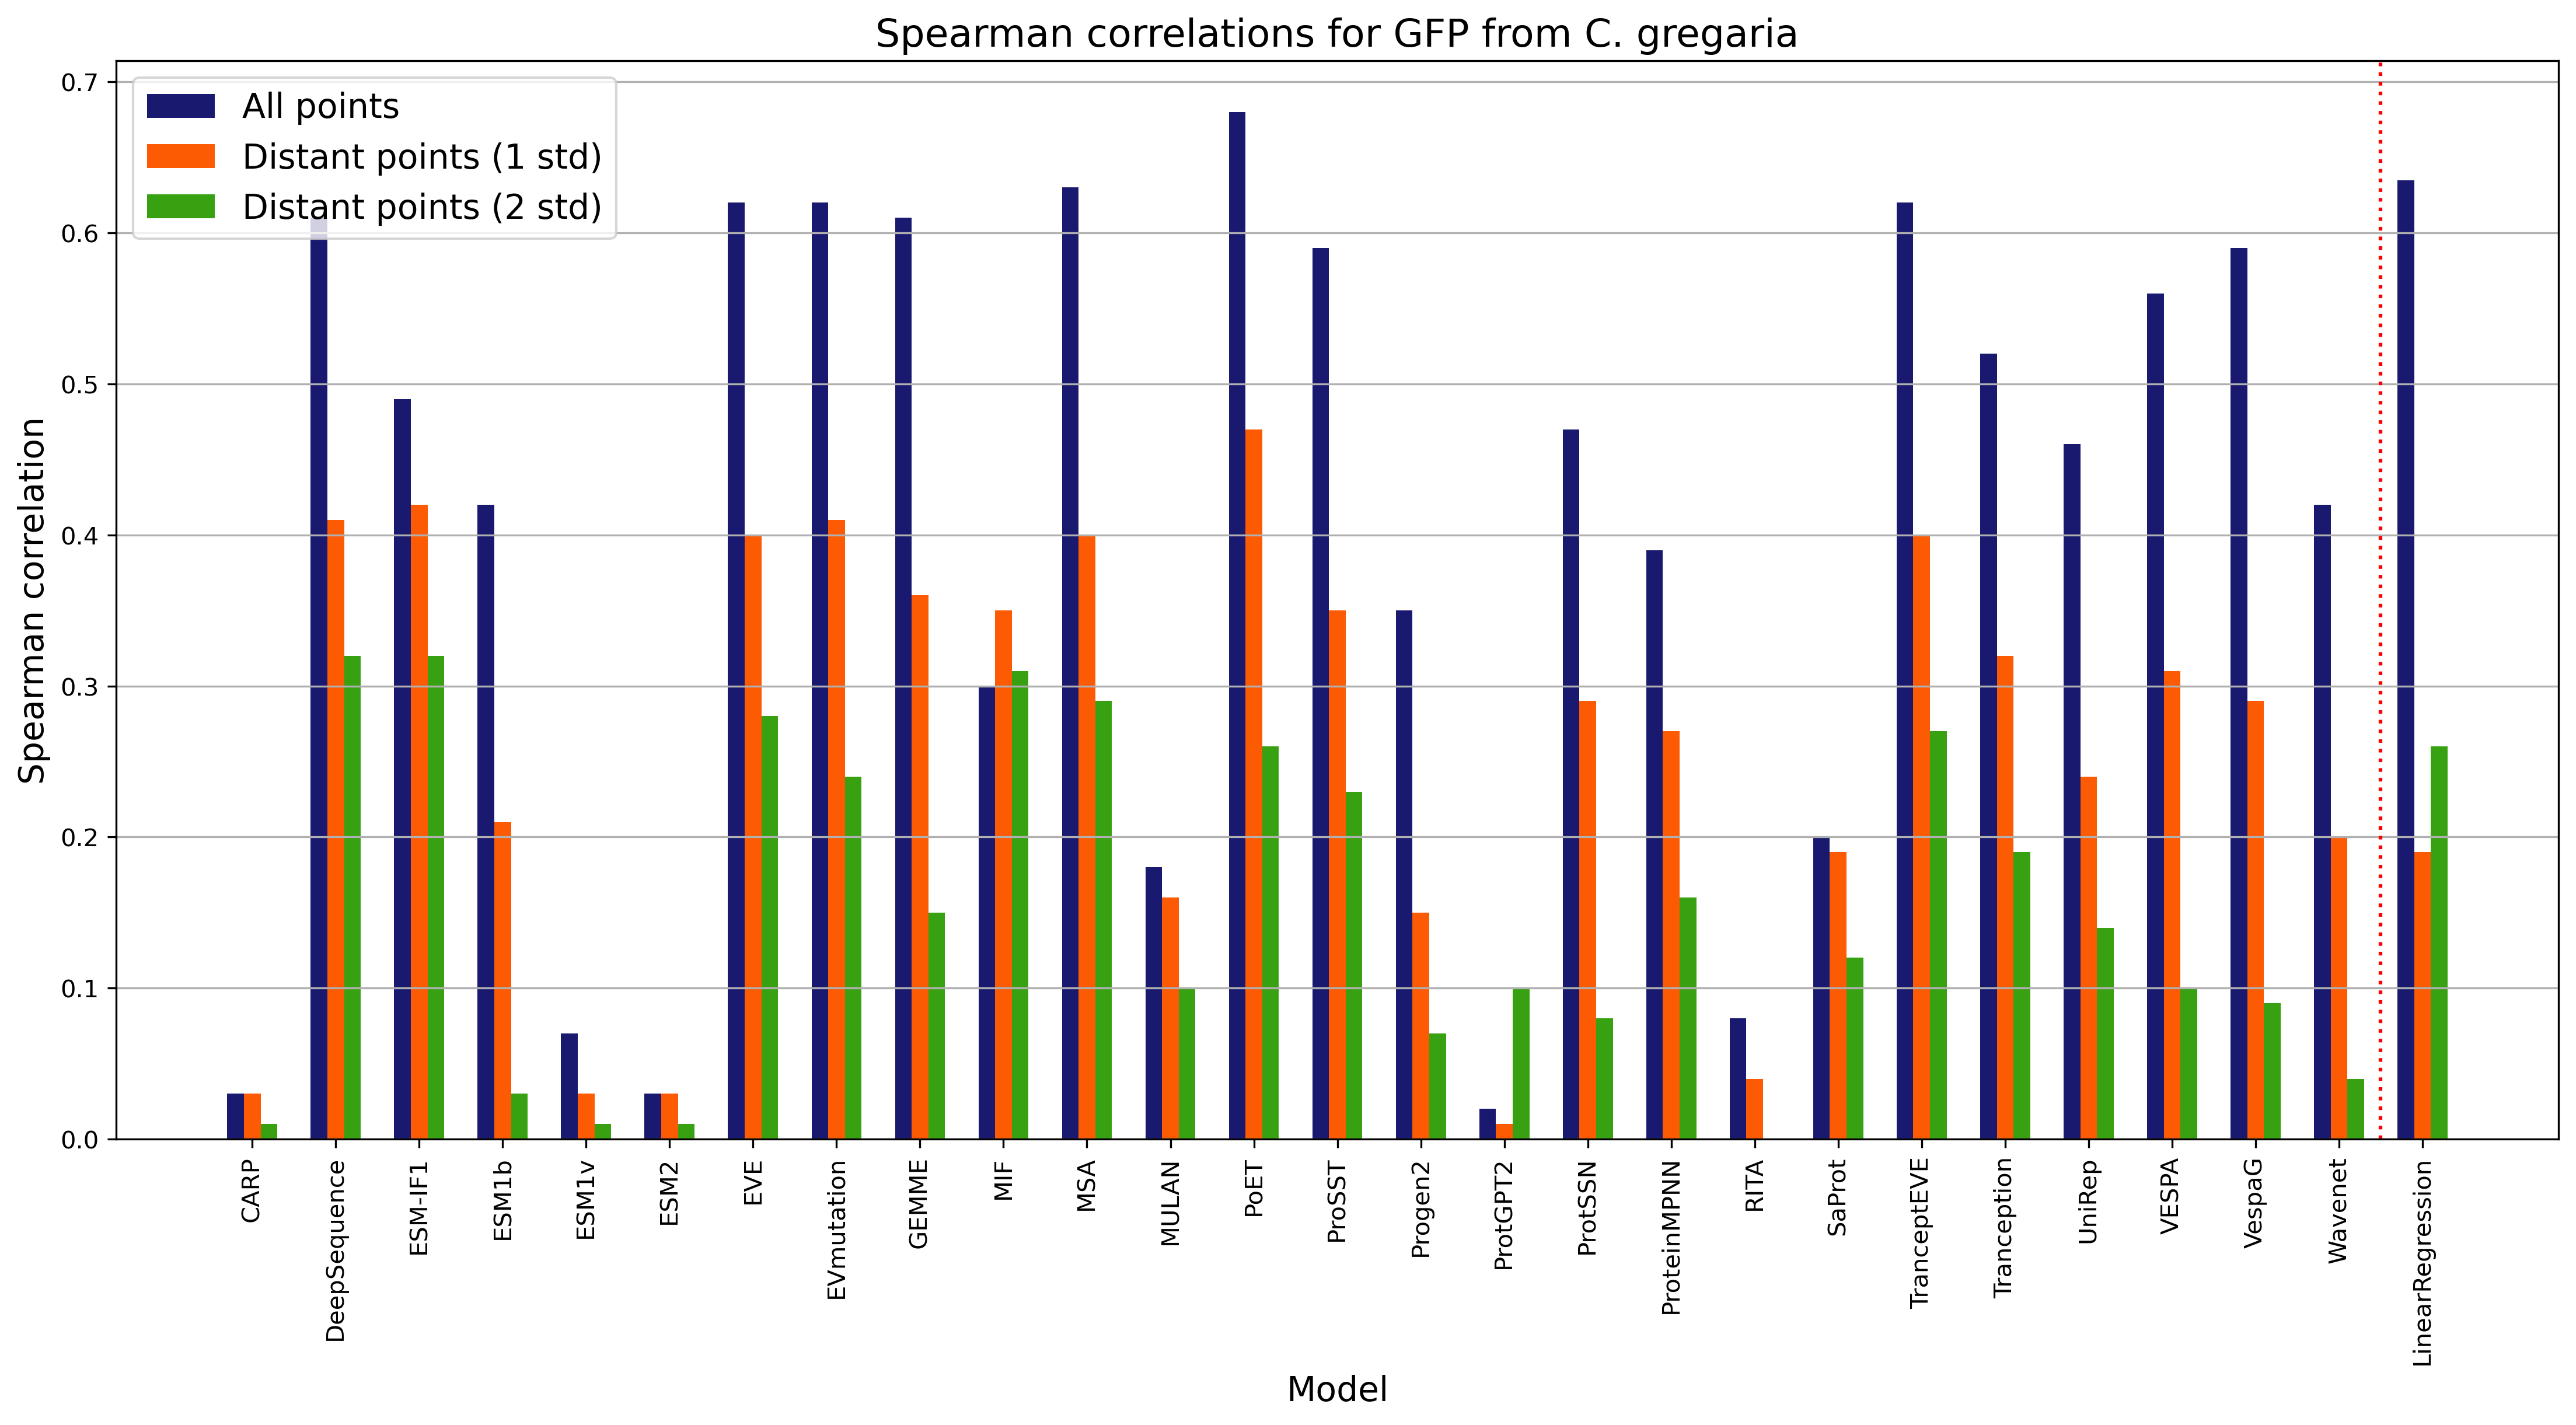 Spearman correlations for GFP from C. gregaria
All points
Distant points (1 std)
Distant points (2 std)
Spearman correlation
0.7
0.6
0.5
0.4
0.3
0.2
0.1
0.0
CARP
DeepSequence
ESM-IF1
ESM1b
ESM1v
ESM2
EVE
EVmutation
GEMME
MIF
MSA
MULAN
PoET
ProSST
Progen2
ProtGPT2
ProtSSN
ProteinMPNN
RITA
SaProt
TranceptEVE
Tranception
UniRep
VESPA
VespaG
Wavenet
LinearRegression
Model